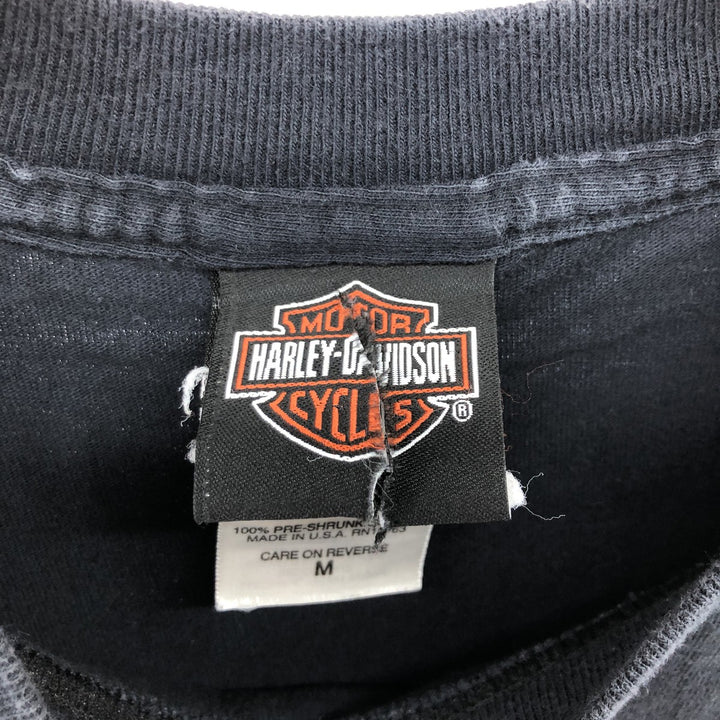 MOTOR
HARLEY-DAVIDSON
CYCLES
®
100% PRE-SHRUNK
MADE IN U.S.A.
CARE ON REVERSE
M